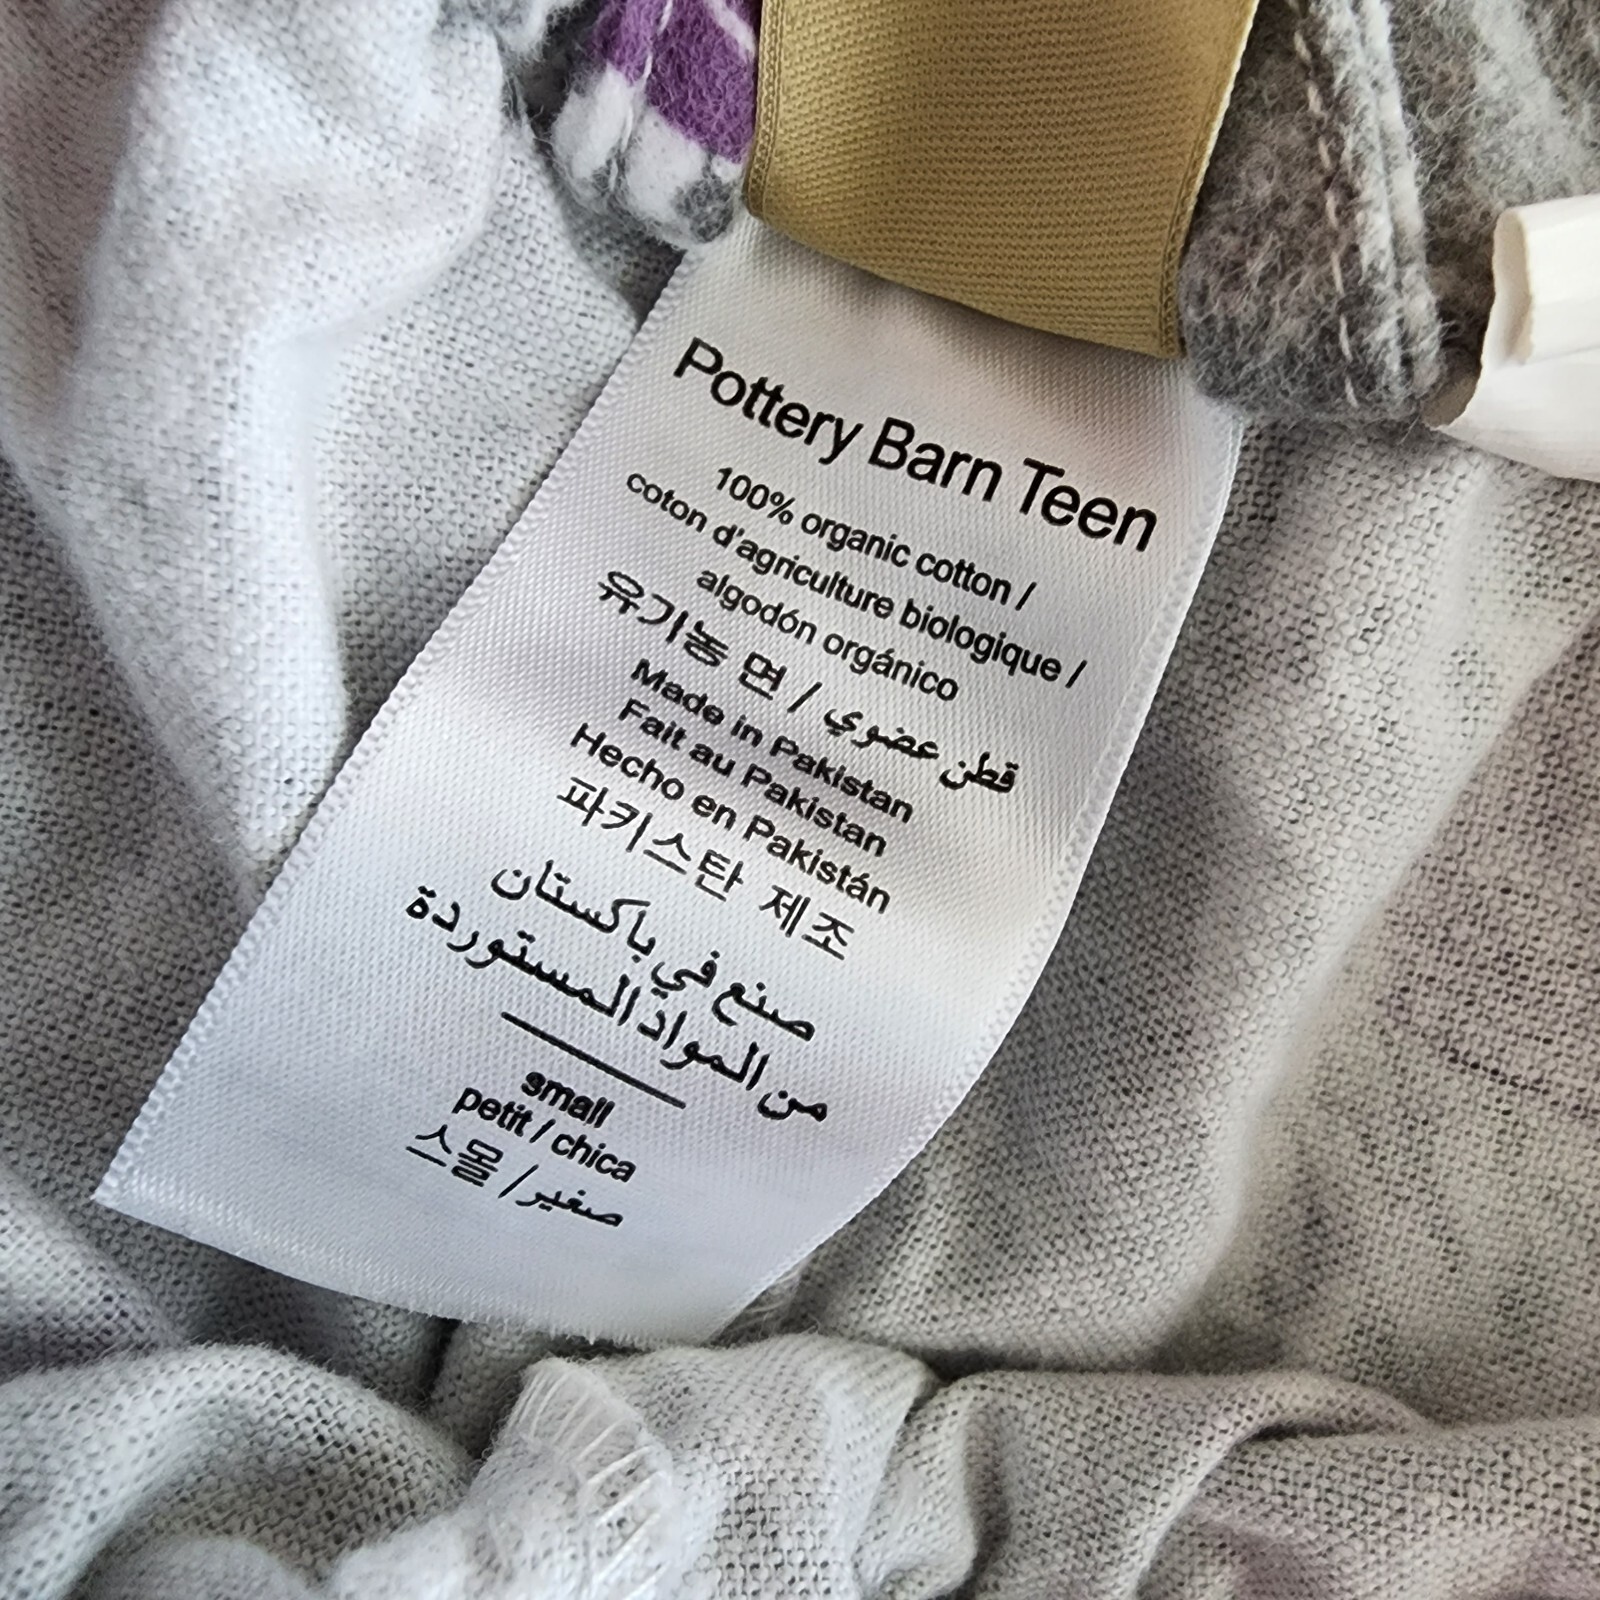 Pottery Barn Teen
100% organic cotton /
coton d'agriculture biologique /
algodón orgánico
유기농 면 / قطن عضوي
Made in Pakistan
Fait au Pakistan
Hecho en Pakistán
파키스탄 제조
صنع في باكستان
من المواد المستوردة
small
petit / chica
스몰 / صغير